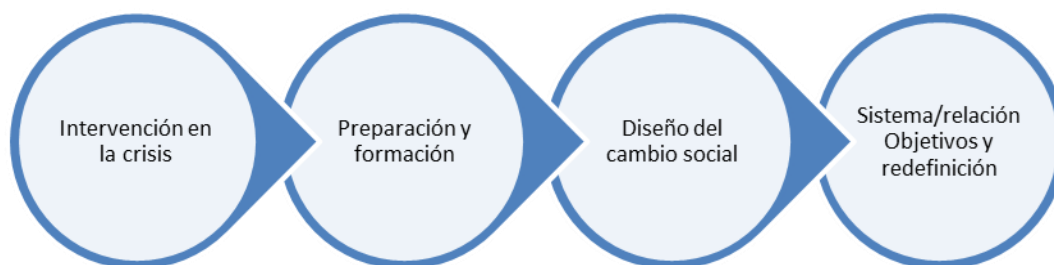 Intervención en
la crisis
Preparación y
formación
Diseño del
cambio social
Sistema/relación
Objetivos y
redefinición